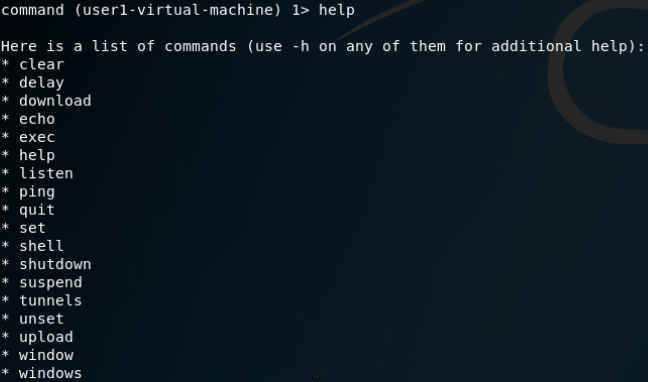 command (user1-virtual-machine) 1> help
Here is a list of commands (use -h on any of them for additional help):
* clear
* delay
* download
* echo
* exec
* help
* listen
* ping
* quit
* set
* shell
* shutdown
* suspend
* tunnels
* unset
* upload
* window
* windows